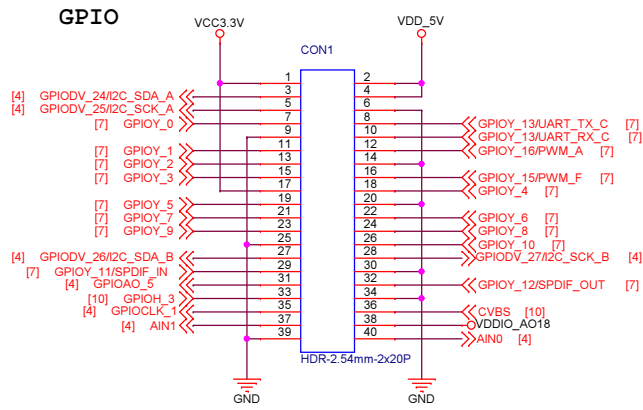 GPIO
VCC3.3V VDD_5V
CON1
1 2
[4] GPIODV_24/I2C_SDA_A 3 4
[4] GPIODV_25/I2C_SCK_A 5 6
[7] GPIOY_0 7 8 GPIOY_13/UART_TX_C [7]
9 10 GPIOY_13/UART_RX_C [7]
[7] GPIOY_1 11 12 GPIOY_16/PWM_A [7]
[7] GPIOY_2 13 14
[7] GPIOY_3 15 16 GPIOY_15/PWM_F [7]
17 18 GPIOY_4 [7]
[7] GPIOY_5 19 20
[7] GPIOY_7 21 22 GPIOY_6 [7]
[7] GPIOY_9 23 24 GPIOY_8 [7]
25 26 GPIOY_10 [7]
[4] GPIODV_26/I2C_SDA_B 27 28 GPIODV_27/I2C_SCK_B [4]
[7] GPIOY_11/SPDIF_IN 29 30
[4] GPIOAO_5 31 32 GPIOY_12/SPDIF_OUT [7]
[10] GPIOH_3 33 34
[4] GPIOCLK_1 35 36 CVBS [10]
[4] AIN1 37 38 VDDIO_AO18
39 40 AIN0 [4]
HDR-2.54mm-2x20P
GND GND